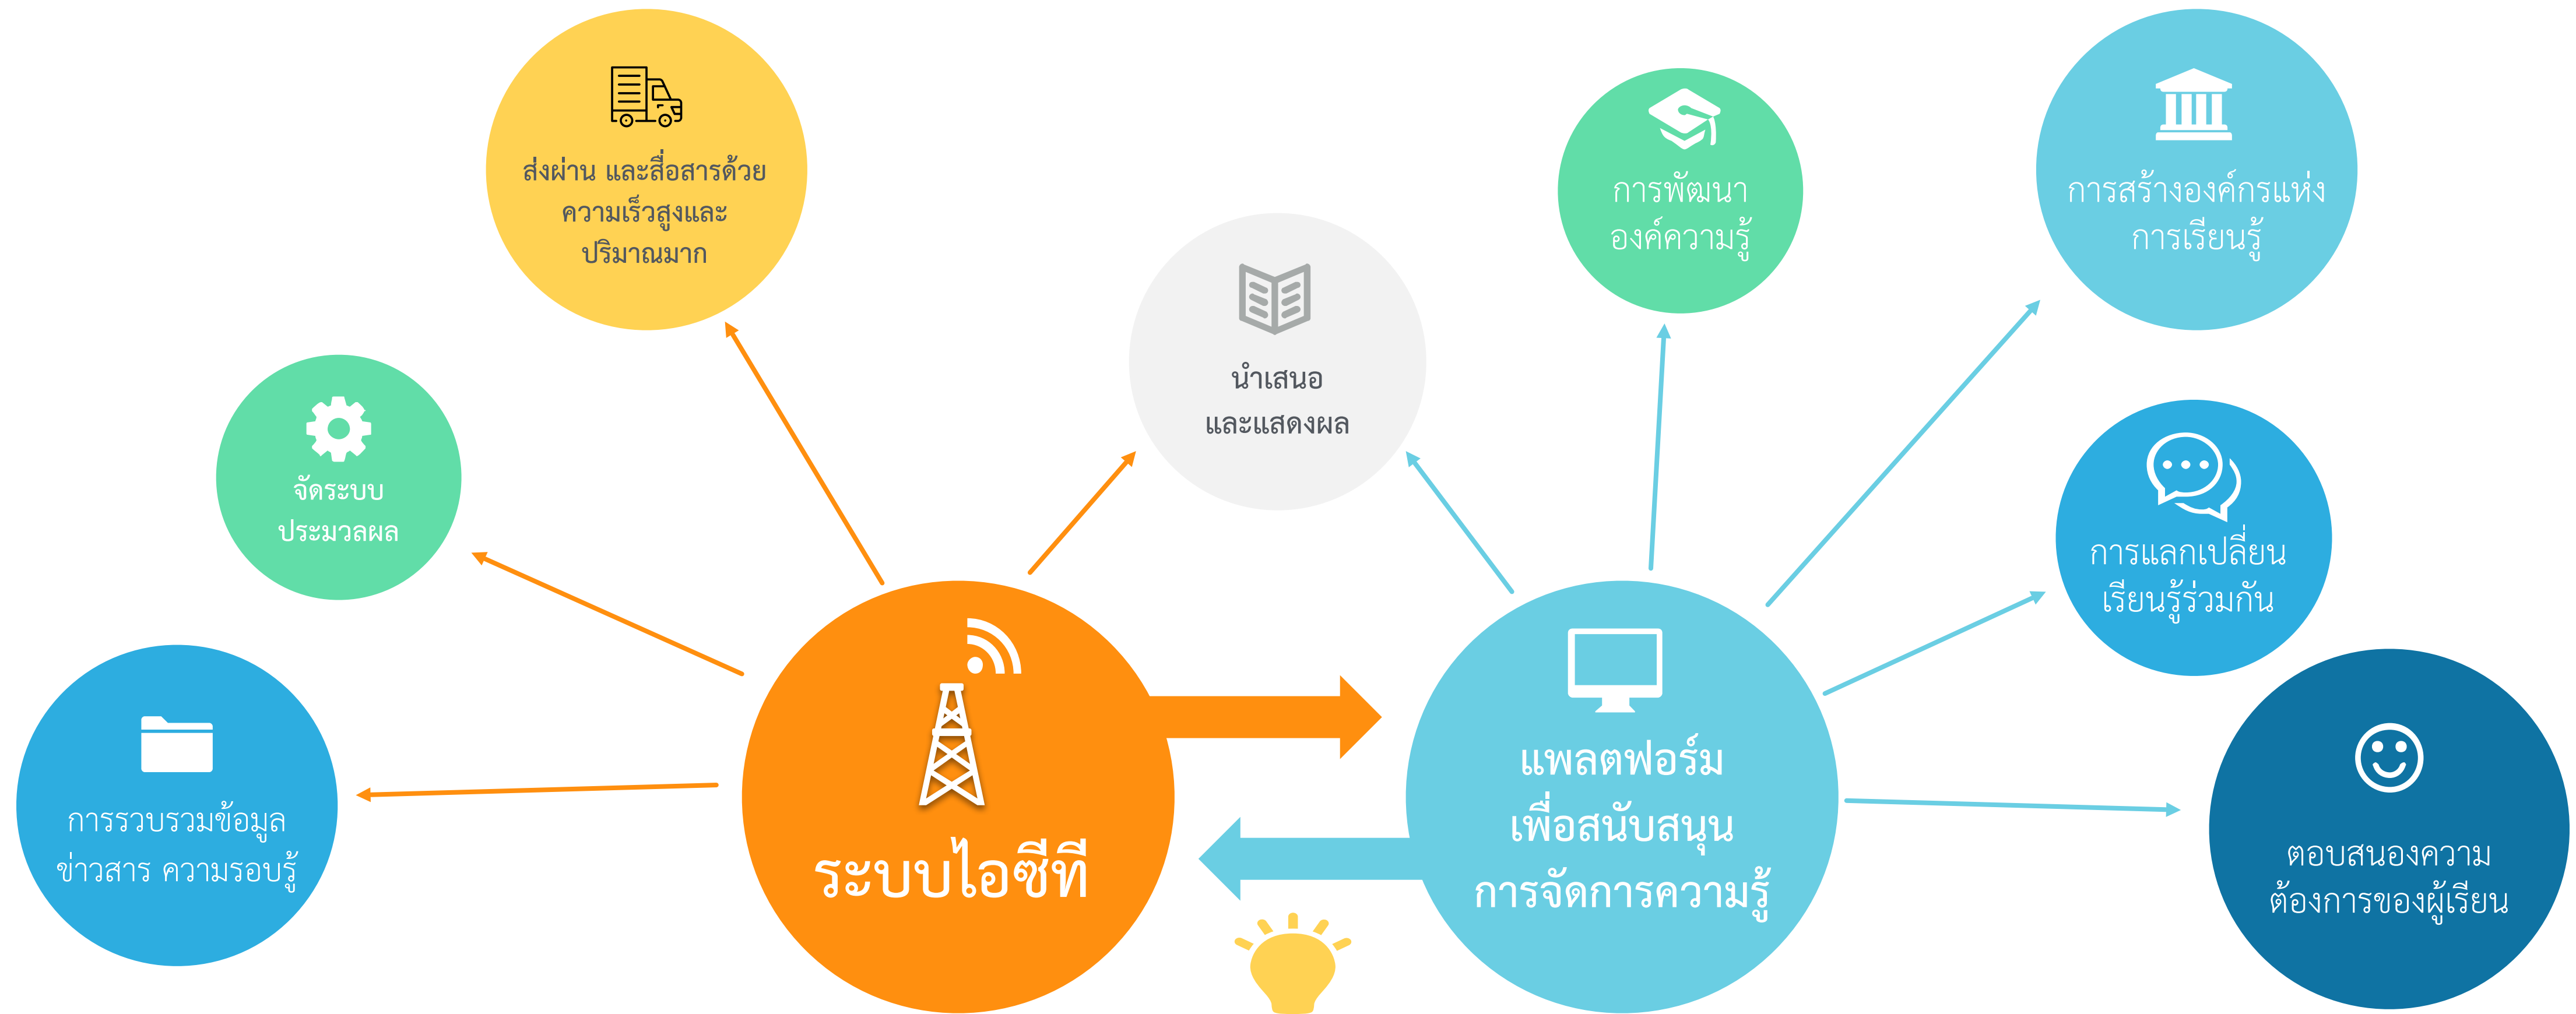 ส่งผ่าน และสื่อสารด้วย
ความเร็วสูงและ
ปริมาณมาก
การพัฒนา
องค์ความรู้
การสร้างองค์กรแห่ง
การเรียนรู้
นำเสนอ
และแสดงผล
จัดระบบ
ประมวลผล
การแลกเปลี่ยน
เรียนรู้ร่วมกัน
การรวบรวมข้อมูล
ข่าวสาร ความรอบรู้
ระบบไอซีที
แพลตฟอร์ม
เพื่อสนับสนุน
การจัดการความรู้
ตอบสนองความ
ต้องการของผู้เรียน